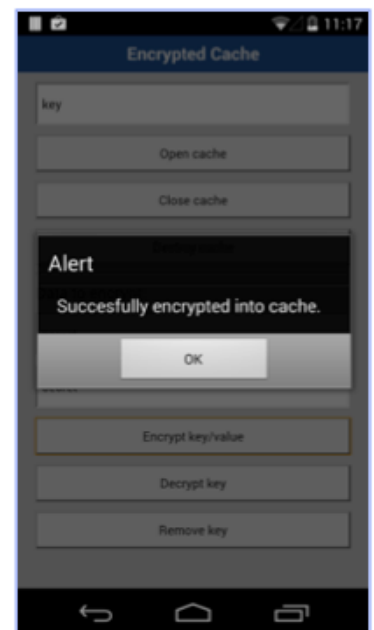 11:17
Encrypted Cache
key
Open cache
Close cache
Alert
Succesfully encrypted into cache.
OK
Encrypt key/value
Decrypt key
Remove key